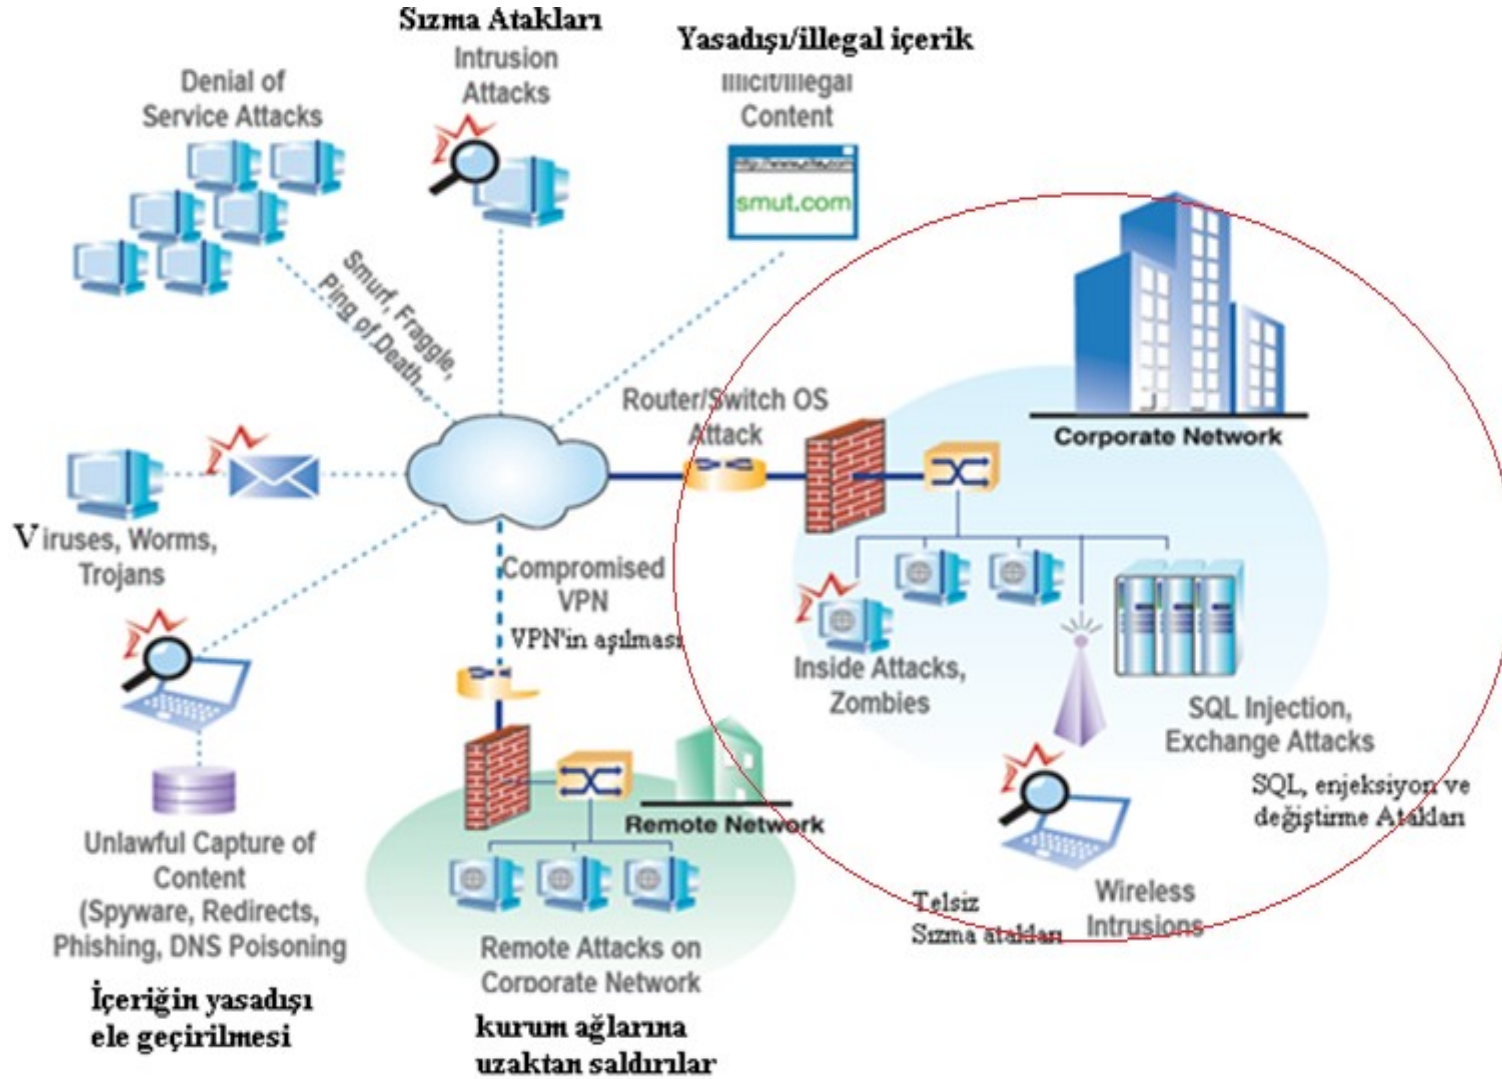 Sızma Atakları
Intrusion
Attacks
Yasadışı/illegal içerik
Illicit/Illegal
Content
Denial of
Service Attacks
http://www.site.com
smut.com
Smurf, Fraggle,
Ping of Death...
Router/Switch OS
Attack
Corporate Network
Viruses, Worms,
Trojans
Compromised
VPN
VPN'in aşılması
Inside Attacks,
Zombies
SQL Injection,
Exchange Attacks
SQL, enjeksiyon ve
değiştirme Atakları
Remote Network
Unlawful Capture of
Content
(Spyware, Redirects,
Phishing, DNS Poisoning
İçeriğin yasadışı
ele geçirilmesi
Remote Attacks on
Corporate Network
kurum ağlarına
uzaktan saldırılar
Telsiz
Sızma atakları
Wireless
Intrusions